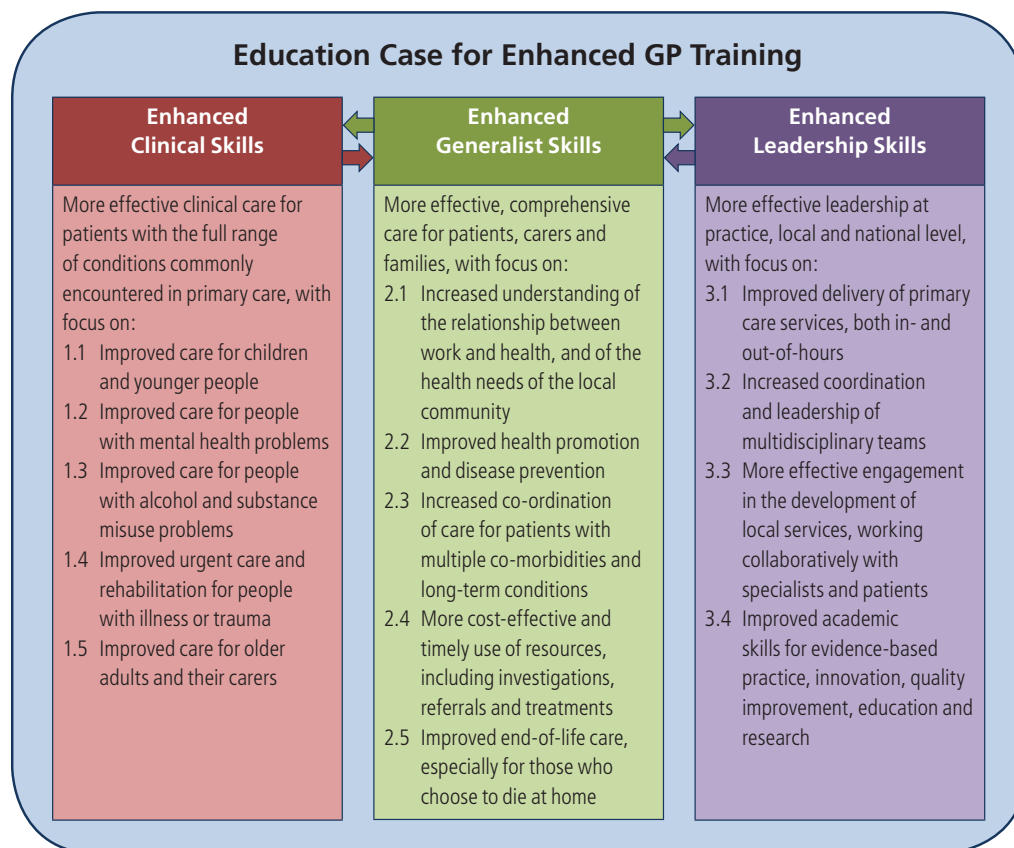 Education Case for Enhanced GP Training
Enhanced
Clinical Skills
More effective clinical care for
patients with the full range
of conditions commonly
encountered in primary care, with
focus on:
1.1 Improved care for children
and younger people
1.2 Improved care for people
with mental health problems
1.3 Improved care for people
with alcohol and substance
misuse problems
1.4 Improved urgent care and
rehabilitation for people
with illness or trauma
1.5 Improved care for older
adults and their carers
Enhanced
Generalist Skills
More effective, comprehensive
care for patients, carers and
families, with focus on:
2.1 Increased understanding of
the relationship between
work and health, and of the
health needs of the local
community
2.2 Improved health promotion
and disease prevention
2.3 Increased co-ordination
of care for patients with
multiple co-morbidities and
long-term conditions
2.4 More cost-effective and
timely use of resources,
including investigations,
referrals and treatments
2.5 Improved end-of-life care,
especially for those who
choose to die at home
Enhanced
Leadership Skills
More effective leadership at
practice, local and national level,
with focus on:
3.1 Improved delivery of primary
care services, both in- and
out-of-hours
3.2 Increased coordination
and leadership of
multidisciplinary teams
3.3 More effective engagement
in the development of
local services, working
collaboratively with
specialists and patients
3.4 Improved academic
skills for evidence-based
practice, innovation, quality
improvement, education and
research